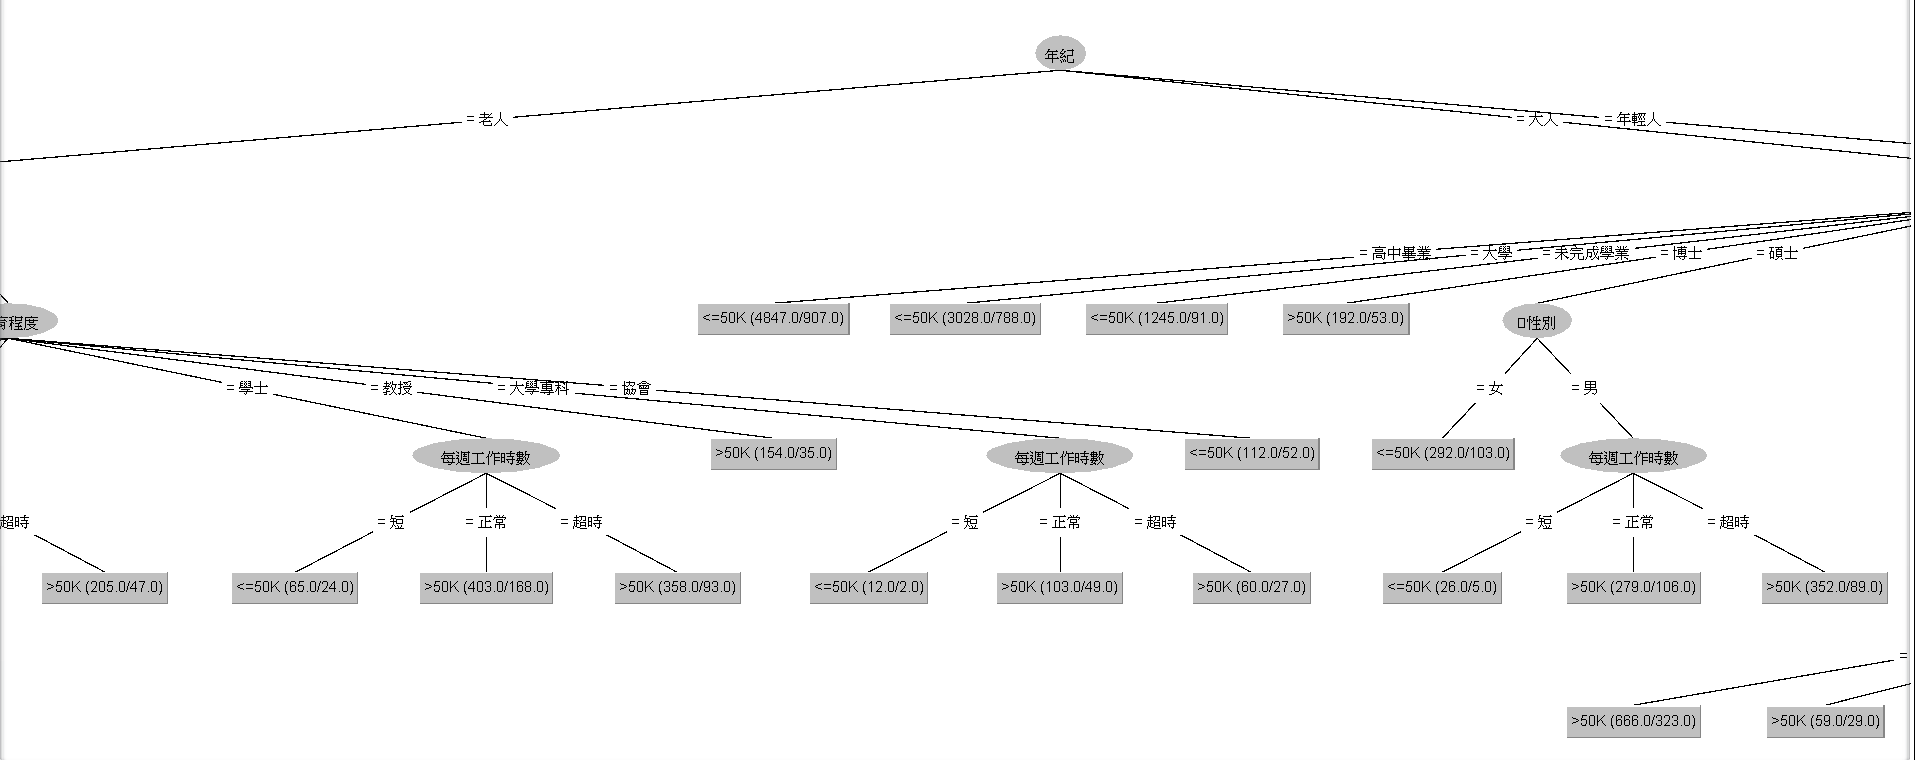 年紀
= 老人
= 大人
= 年輕人
= 高中畢業
= 大學
= 未完成學業
= 博士
= 碩士
<=50K (4847.0/907.0)
<=50K (3028.0/788.0)
<=50K (1245.0/91.0)
>50K (192.0/53.0)
性別
育程度
= 學士
= 教授
= 大學專科
= 協會
= 女
= 男
每週工作時數
>50K (154.0/35.0)
每週工作時數
<=50K (112.0/52.0)
<=50K (292.0/103.0)
每週工作時數
超時
= 短
= 正常
= 超時
= 短
= 正常
= 超時
= 短
= 正常
= 超時
>50K (205.0/47.0)
<=50K (65.0/24.0)
>50K (403.0/168.0)
>50K (358.0/93.0)
<=50K (12.0/2.0)
>50K (103.0/49.0)
>50K (60.0/27.0)
<=50K (26.0/5.0)
>50K (279.0/106.0)
>50K (352.0/89.0)
=
>50K (666.0/323.0)
>50K (59.0/29.0)